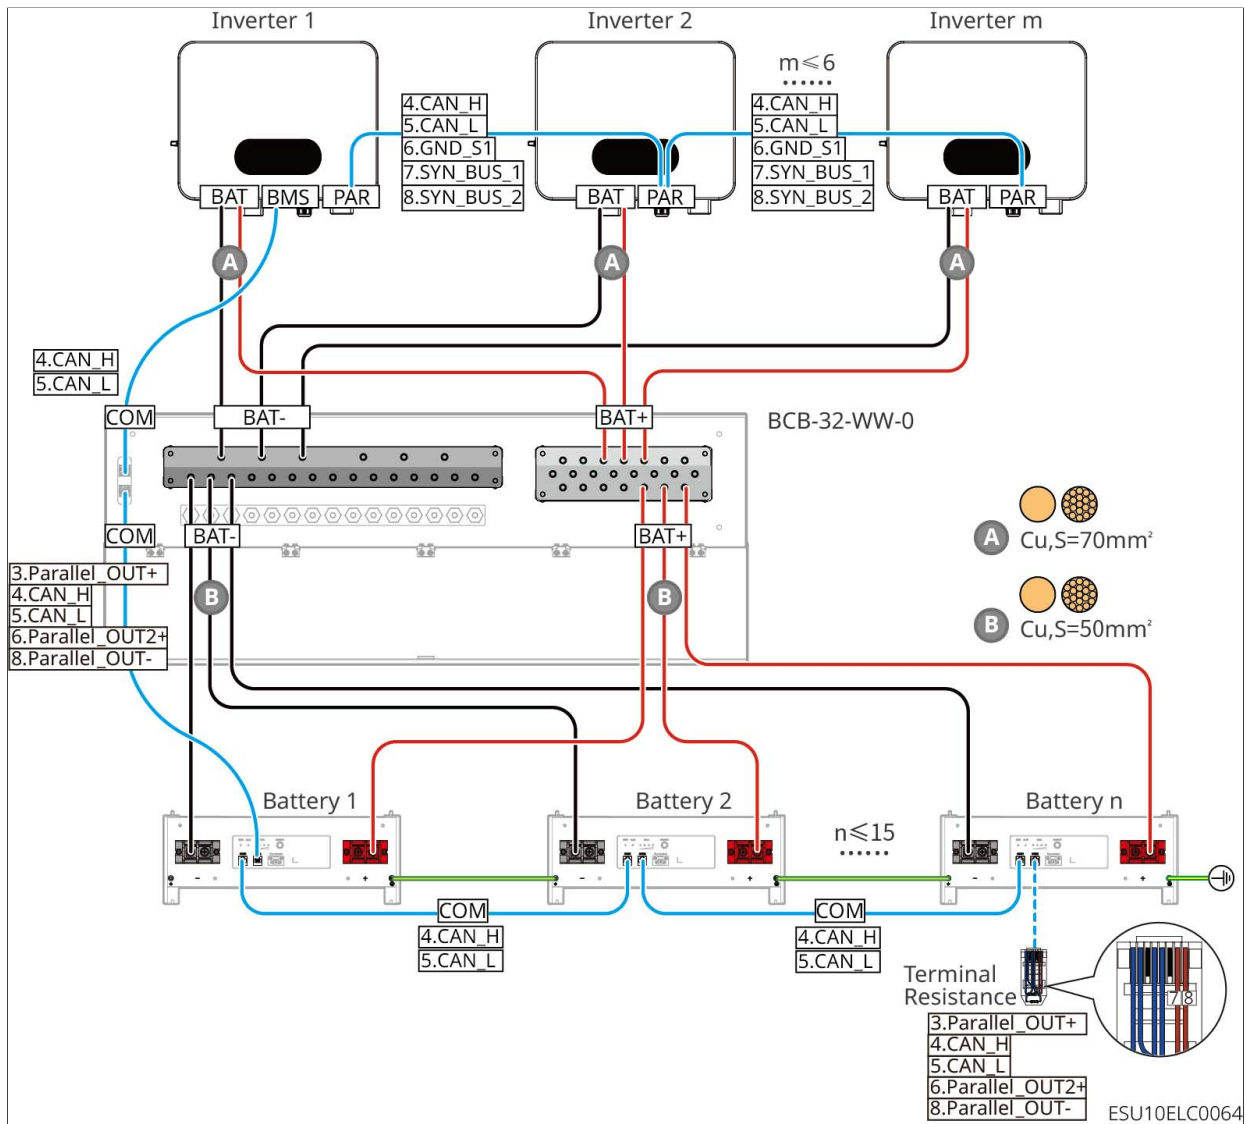 Inverter 1
Inverter 2
Inverter m
m≤6
4.CAN_H
5.CAN_L
6.GND_S1
7.SYN_BUS_1
8.SYN_BUS_2
4.CAN_H
5.CAN_L
6.GND_S1
7.SYN_BUS_1
8.SYN_BUS_2
BAT
BMS
PAR
BAT
PAR
BAT
PAR
A
A
A
4.CAN_H
5.CAN_L
COM
BAT-
BAT+
BCB-32-WW-0
COM
BAT-
BAT+
A
Cu,S=70mm²
3.Parallel_OUT+
4.CAN_H
5.CAN_L
6.Parallel_OUT2+
8.Parallel_OUT-
B
B
B
Cu,S=50mm²
Battery 1
Battery 2
Battery n
n≤15
-
+
-
+
-
+
COM
4.CAN_H
5.CAN_L
COM
4.CAN_H
5.CAN_L
Terminal
Resistance
7 8
3.Parallel_OUT+
4.CAN_H
5.CAN_L
6.Parallel_OUT2+
8.Parallel_OUT-
ESU10ELC0064